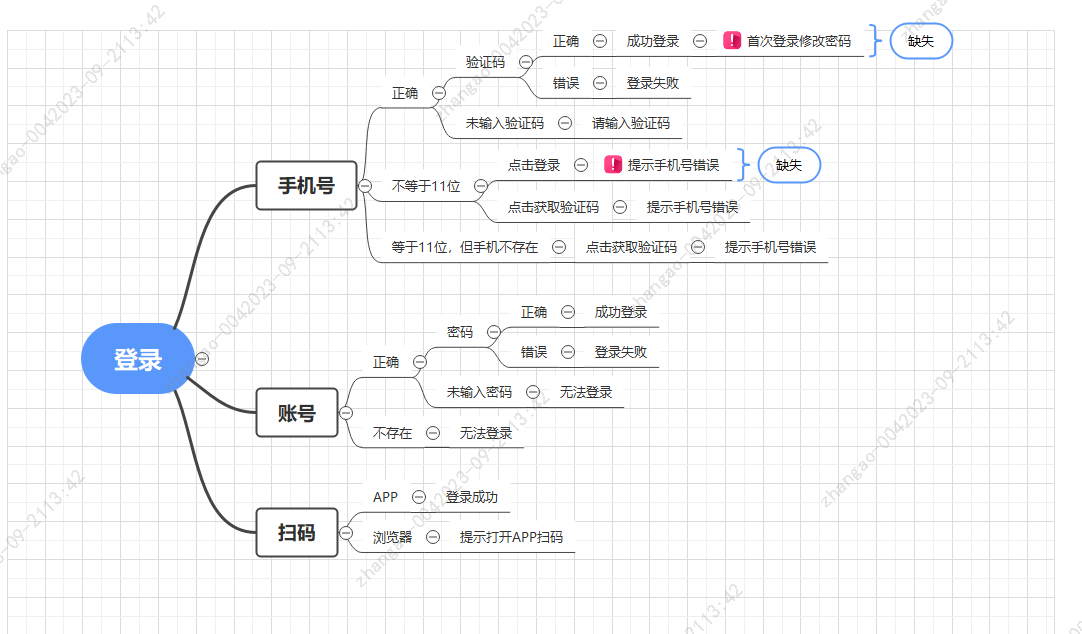 正确 成功登录 首次登录修改密码 缺失
验证码
错误 登录失败
正确
未输入验证码 请输入验证码
点击登录 提示手机号错误 缺失
手机号
不等于11位
点击获取验证码 提示手机号错误
等于11位，但手机不存在 点击获取验证码 提示手机号错误
正确 成功登录
密码
错误 登录失败
登录
正确
未输入密码 无法登录
账号
不存在 无法登录
APP 登录成功
扫码
浏览器 提示打开APP扫码
zhangao-0042023-09-2113:42